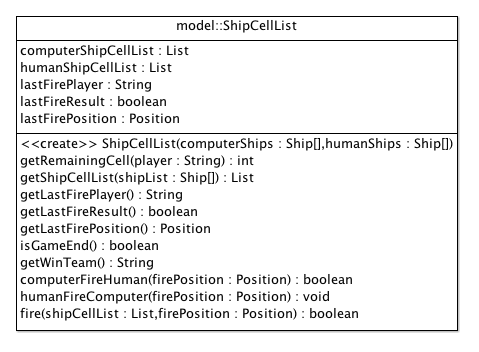 model::ShipCellList
computerShipCellList : List
humanShipCellList : List
lastFirePlayer : String
lastFireResult : boolean
lastFirePosition : Position
<<create>> ShipCellList(computerShips : Ship[],humanShips : Ship[])
getRemainingCell(player : String) : int
getShipCellList(shipList : Ship[]) : List
getLastFirePlayer() : String
getLastFireResult() : boolean
getLastFirePosition() : Position
isGameEnd() : boolean
getWinTeam() : String
computerFireHuman(firePosition : Position) : boolean
humanFireComputer(firePosition : Position) : void
fire(shipCellList : List,firePosition : Position) : boolean